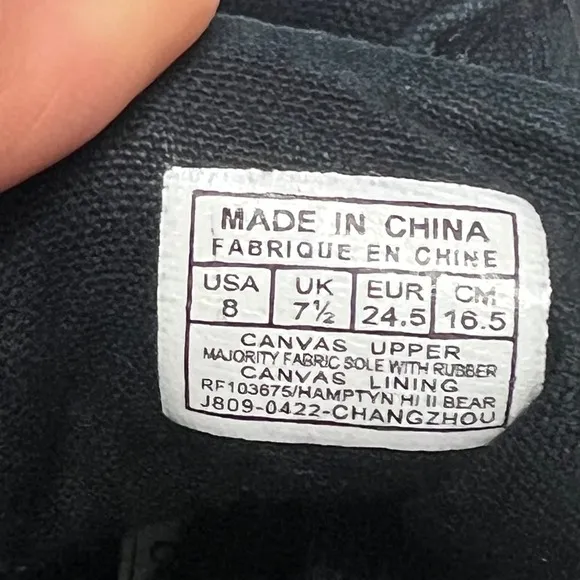 MADE IN CHINA
FABRIQUE EN CHINE
USA UK EUR CM
8 7½ 24.5 16.5
CANVAS UPPER
MAJORITY FABRIC SOLE WITH RUBBER
CANVAS LINING
RF103675/HAMPTYN HI II BEAR
J809-0422-CHANGZHOU